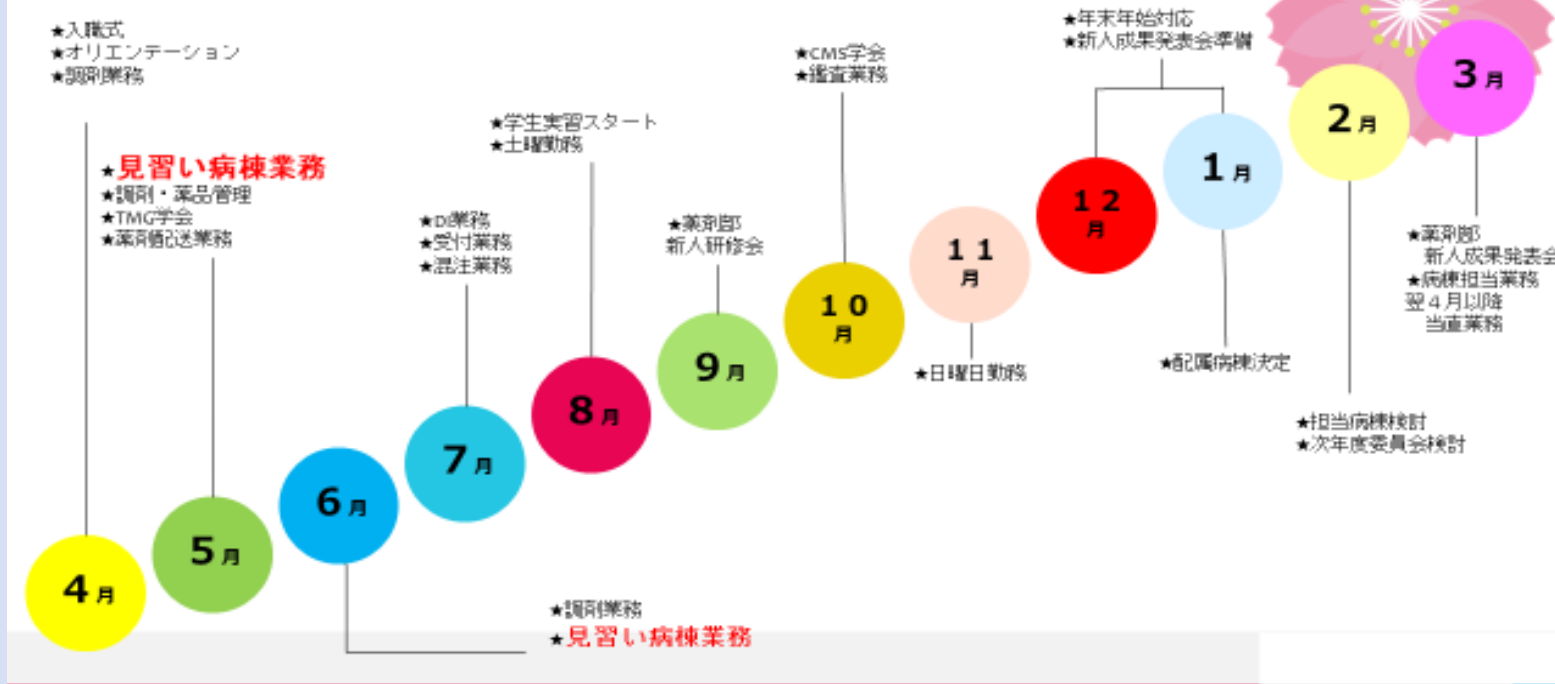 ★入職式
★オリエンテーション
★調剤業務
4月
★見習い病棟業務
★調剤・薬品管理
★TMG学会
★薬剤配送業務
5月
6月
★調剤業務
★見習い病棟業務
★DI業務
★受付業務
★混注業務
7月
★学生実習スタート
★土曜勤務
8月
★薬剤部
新人研修会
9月
★CMS学会
★鑑査業務
10
月
11
月
★日曜日勤務
★年末年始対応
★新人成果発表会準備
12
月
1月
★配属病棟決定
2月
★担当病棟検討
★次年度委員会検討
3月
★薬剤部
新人成果発表会
★病棟担当業務
翌4月以降
当直業務